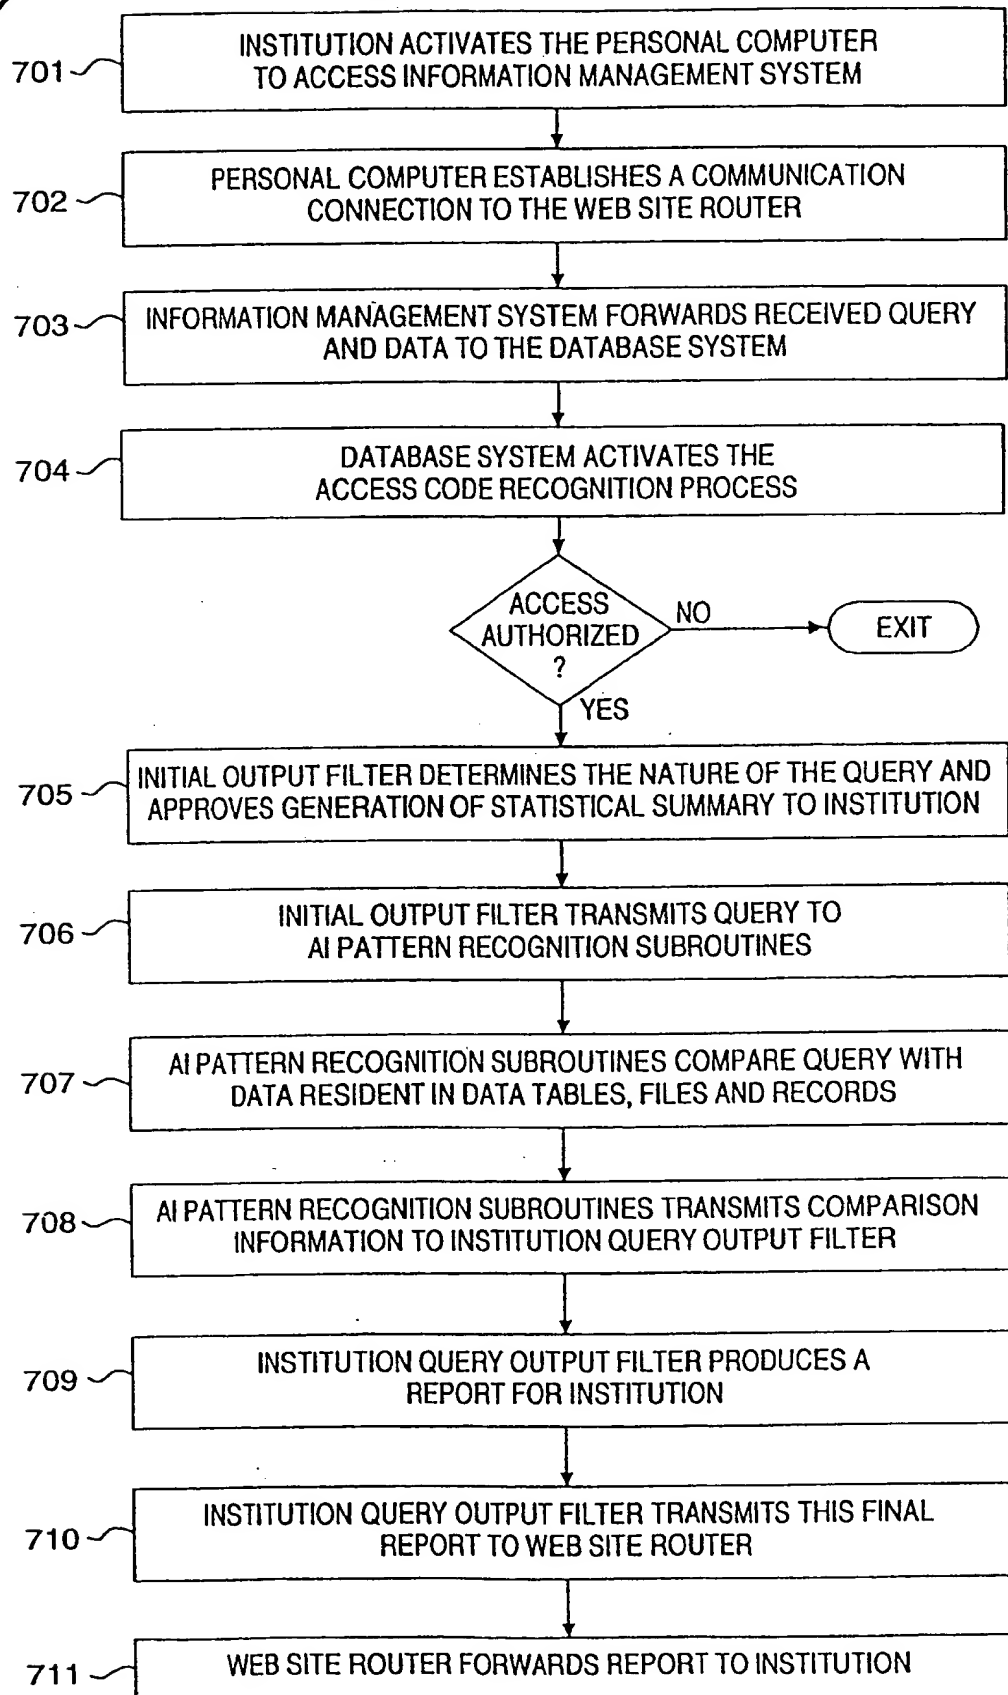 701
INSTITUTION ACTIVATES THE PERSONAL COMPUTER
TO ACCESS INFORMATION MANAGEMENT SYSTEM
702
PERSONAL COMPUTER ESTABLISHES A COMMUNICATION
CONNECTION TO THE WEB SITE ROUTER
703
INFORMATION MANAGEMENT SYSTEM FORWARDS RECEIVED QUERY
AND DATA TO THE DATABASE SYSTEM
704
DATABASE SYSTEM ACTIVATES THE
ACCESS CODE RECOGNITION PROCESS
ACCESS
AUTHORIZED
?
NO
EXIT
YES
705
INITIAL OUTPUT FILTER DETERMINES THE NATURE OF THE QUERY AND
APPROVES GENERATION OF STATISTICAL SUMMARY TO INSTITUTION
706
INITIAL OUTPUT FILTER TRANSMITS QUERY TO
AI PATTERN RECOGNITION SUBROUTINES
707
AI PATTERN RECOGNITION SUBROUTINES COMPARE QUERY WITH
DATA RESIDENT IN DATA TABLES, FILES AND RECORDS
708
AI PATTERN RECOGNITION SUBROUTINES TRANSMITS COMPARISON
INFORMATION TO INSTITUTION QUERY OUTPUT FILTER
709
INSTITUTION QUERY OUTPUT FILTER PRODUCES A
REPORT FOR INSTITUTION
710
INSTITUTION QUERY OUTPUT FILTER TRANSMITS THIS FINAL
REPORT TO WEB SITE ROUTER
711
WEB SITE ROUTER FORWARDS REPORT TO INSTITUTION